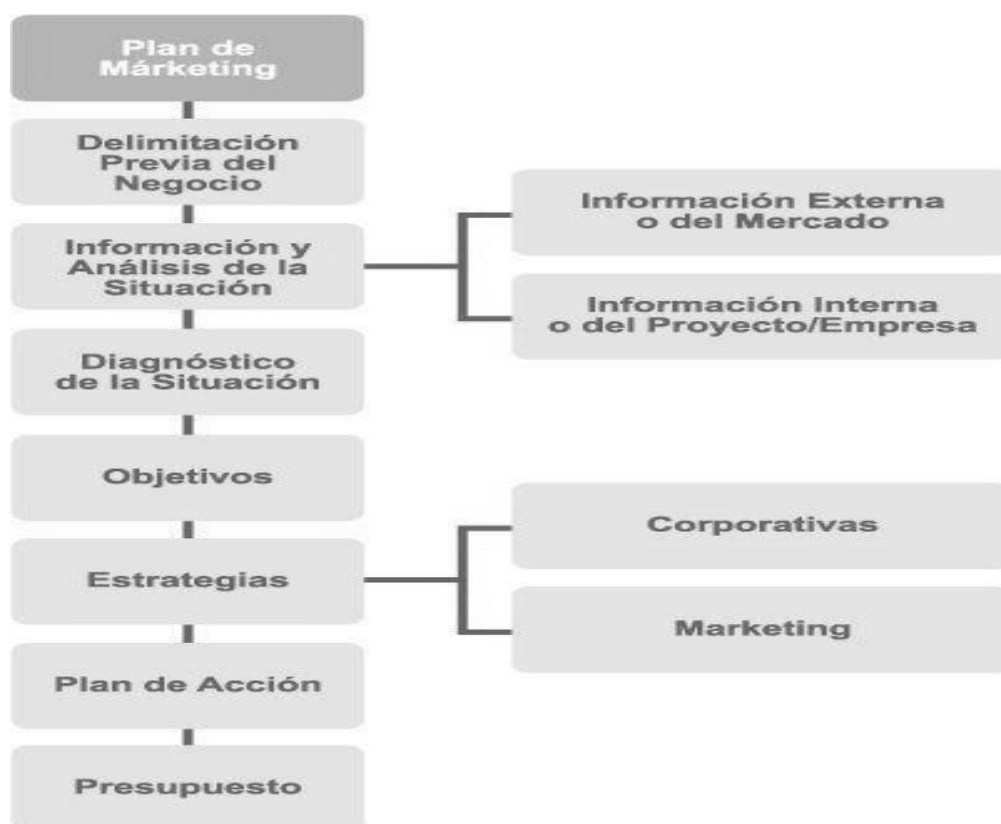 Plan de
Márketing
Delimitación
Previa del
Negocio
Información y
Análisis de la
Situación
Información Externa
o del Mercado
Información Interna
o del Proyecto/Empresa
Diagnóstico
de la Situación
Objetivos
Estrategias
Corporativas
Marketing
Plan de Acción
Presupuesto